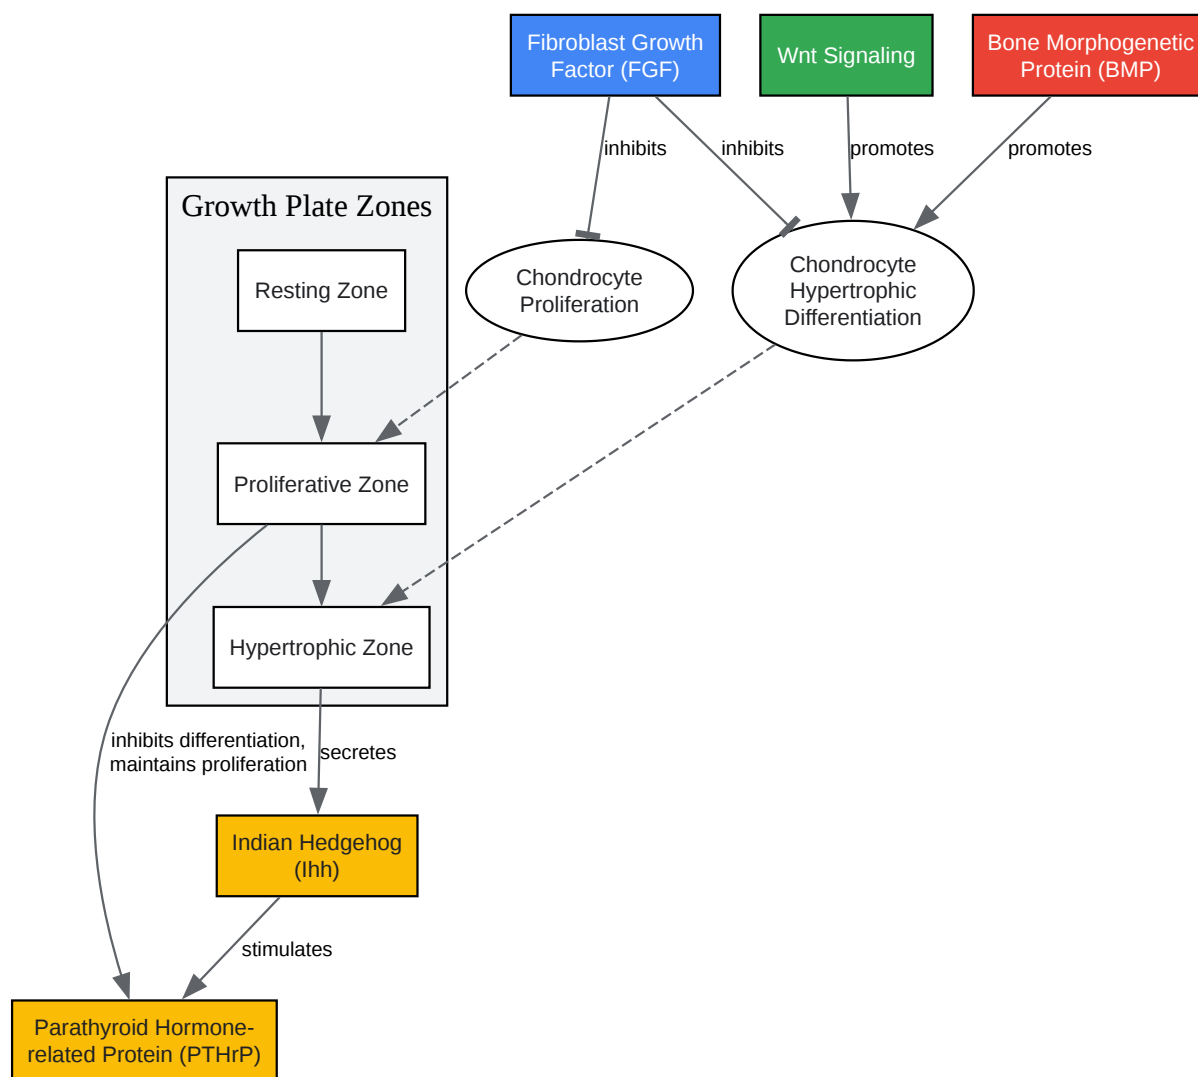 Fibroblast Growth
Factor (FGF)
Wnt Signaling
Bone Morphogenetic
Protein (BMP)
inhibits
inhibits
promotes
promotes
Growth Plate Zones
Resting Zone
Chondrocyte
Proliferation
Chondrocyte
Hypertrophic
Differentiation
Proliferative Zone
Hypertrophic Zone
inhibits differentiation,
maintains proliferation
secretes
Indian Hedgehog
(Ihh)
stimulates
Parathyroid Hormone-
related Protein (PTHrP)